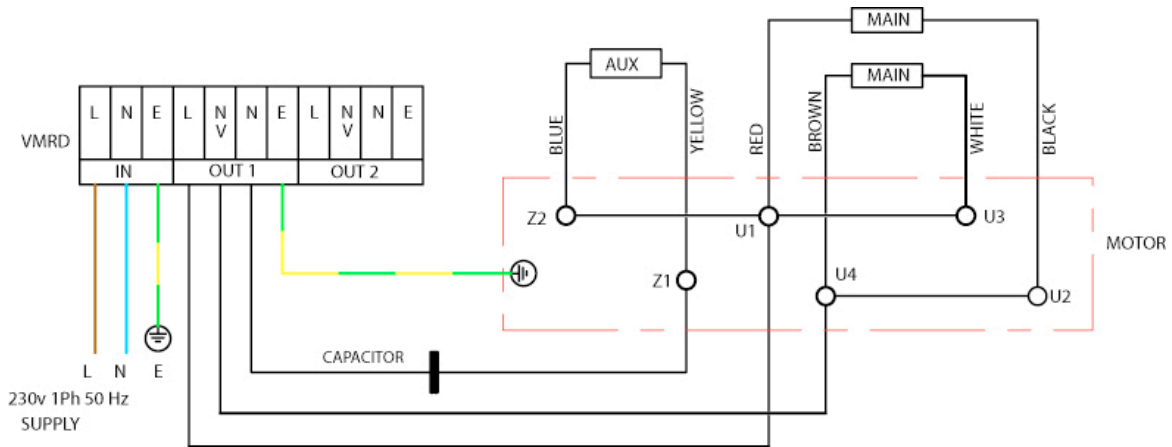 MAIN
AUX
MAIN
BLUE
YELLOW
RED
BROWN
WHITE
BLACK
VMRD
L N E L N V N E L N V N E
IN OUT 1 OUT 2
Z2 U1 U3
MOTOR
Z1 U4 U2
CAPACITOR
L N E
230v 1Ph 50 Hz
SUPPLY